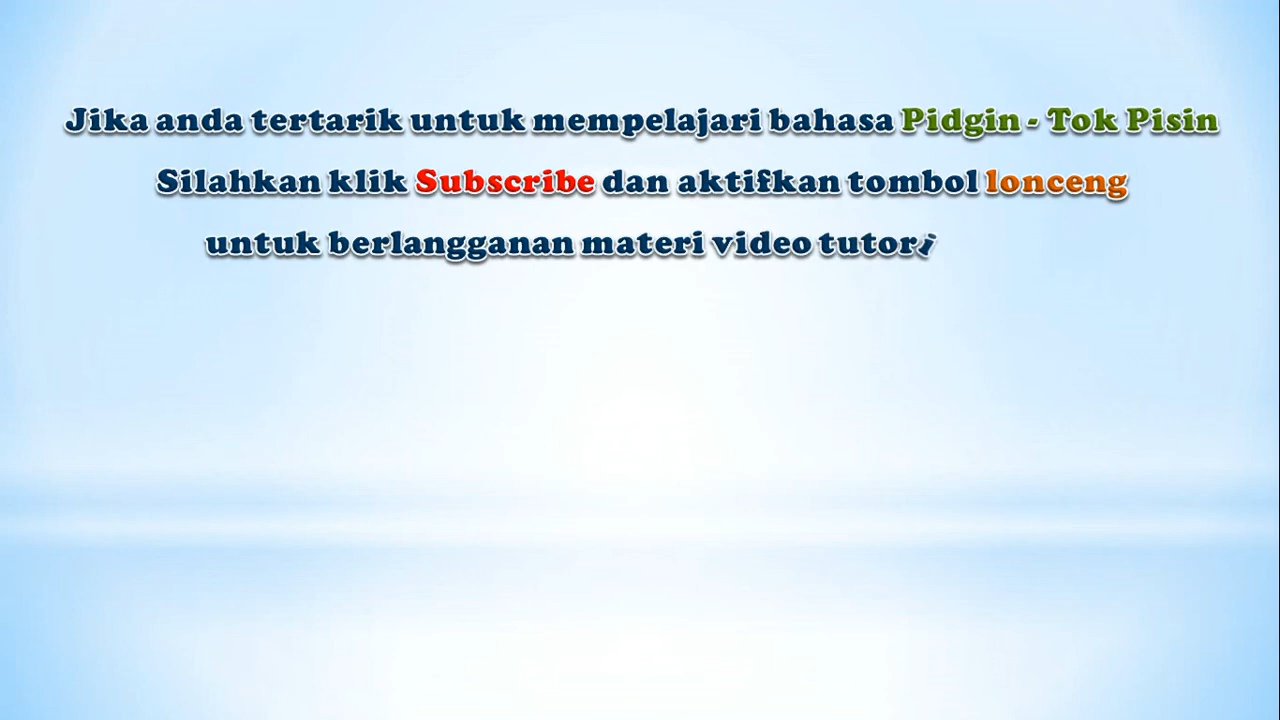 Jika anda tertarik untuk mempelajari bahasa Pidgin - Tok Pisin
Silahkan klik Subscribe dan aktifkan tombol lonceng
untuk berlangganan materi video tutori